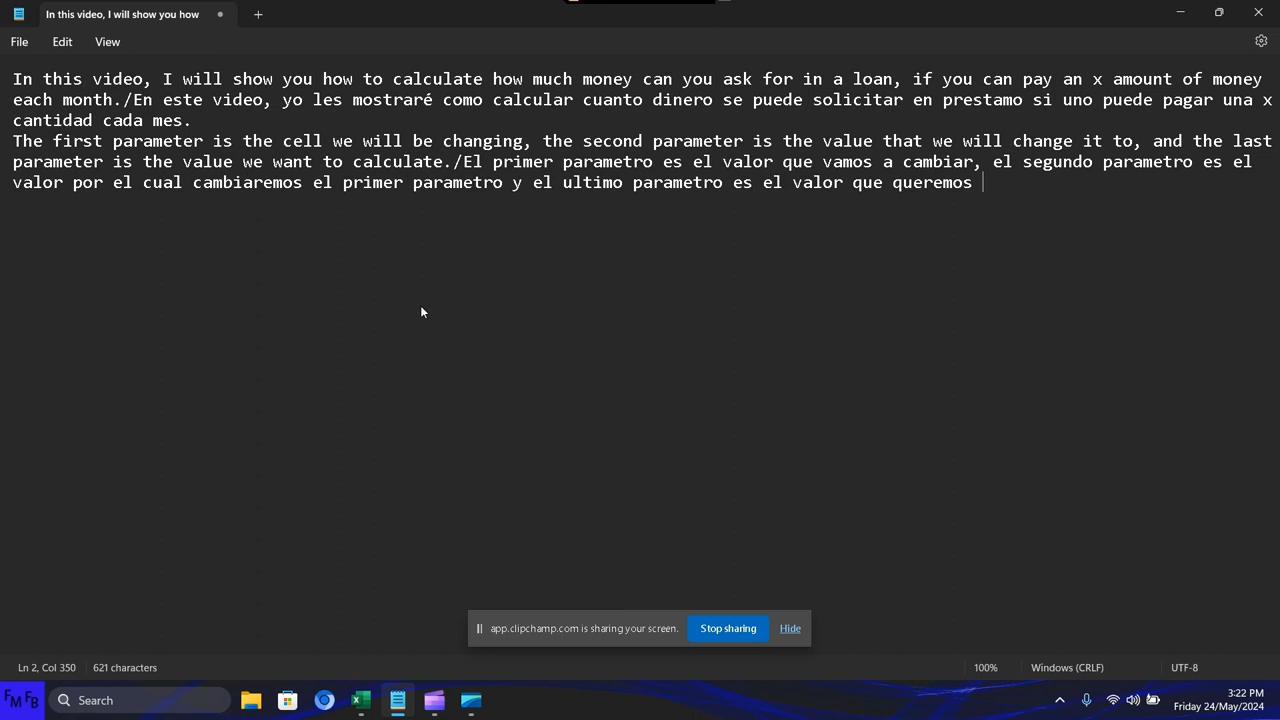 In this video, I will show you how
File
Edit
View
In this video, I will show you how to calculate how much money can you ask for in a loan, if you can pay an x amount of money
each month./En este video, yo les mostraré como calcular cuanto dinero se puede solicitar en prestamo si uno puede pagar una x
cantidad cada mes.
The first parameter is the cell we will be changing, the second parameter is the value that we will change it to, and the last
parameter is the value we want to calculate./El primer parametro es el valor que vamos a cambiar, el segundo parametro es el
valor por el cual cambiaremos el primer parametro y el ultimo parametro es el valor que queremos
app.clipchamp.com is sharing your screen.
Stop sharing
Hide
Ln 2, Col 350
621 characters
100%
Windows (CRLF)
UTF-8
FM FB
Search
3:22 PM
Friday 24/May/2024